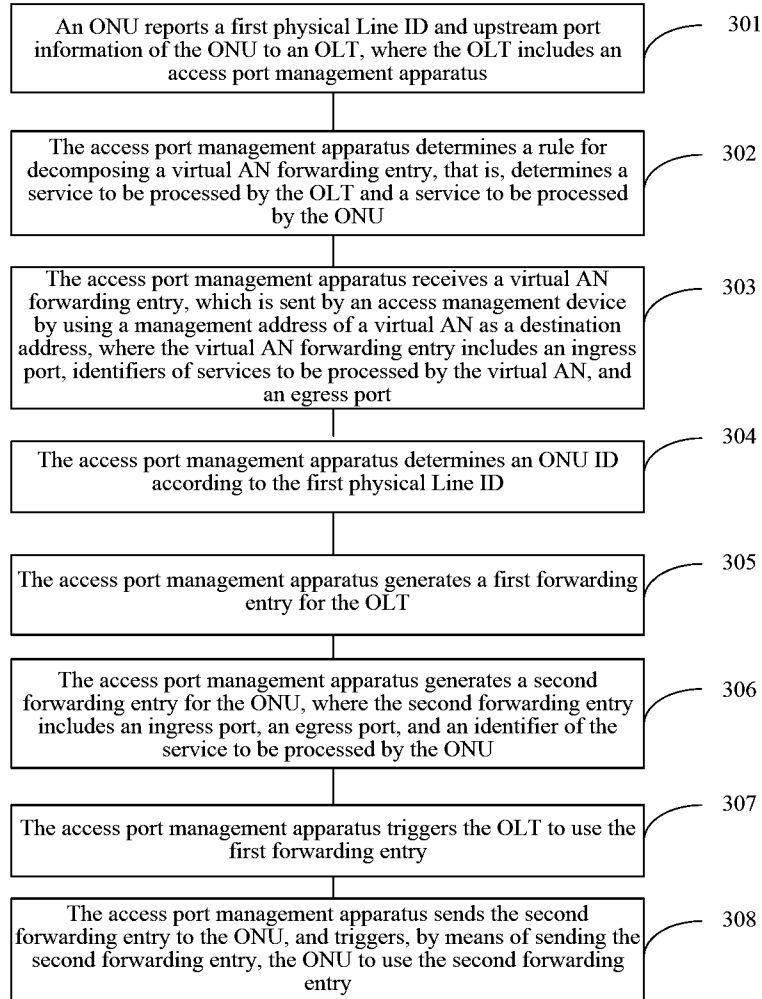 An ONU reports a first physical Line ID and upstream port
information of the ONU to an OLT, where the OLT includes an
access port management apparatus
301
The access port management apparatus determines a rule for
decomposing a virtual AN forwarding entry, that is, determines a
service to be processed by the OLT and a service to be processed
by the ONU
302
The access port management apparatus receives a virtual AN
forwarding entry, which is sent by an access management device
by using a management address of a virtual AN as a destination
address, where the virtual AN forwarding entry includes an ingress
port, identifiers of services to be processed by the virtual AN, and
an egress port
303
The access port management apparatus determines an ONU ID
according to the first physical Line ID
304
The access port management apparatus generates a first forwarding
entry for the OLT
305
The access port management apparatus generates a second
forwarding entry for the ONU, where the second forwarding entry
includes an ingress port, an egress port, and an identifier of the
service to be processed by the ONU
306
The access port management apparatus triggers the OLT to use the
first forwarding entry
307
The access port management apparatus sends the second
forwarding entry to the ONU, and triggers, by means of sending the
second forwarding entry, the ONU to use the second forwarding
entry
308